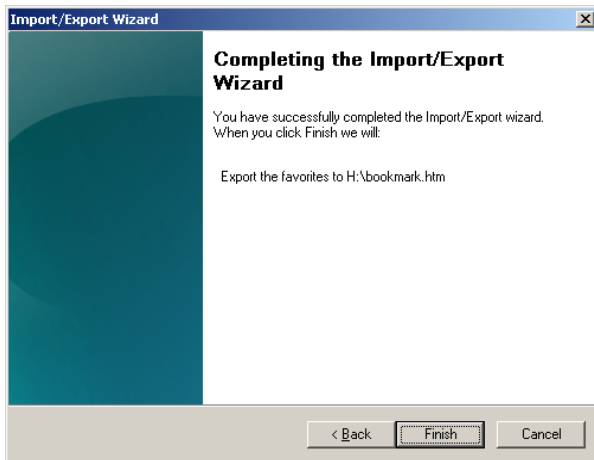 Import/Export Wizard
Completing the Import/Export
Wizard
You have successfully completed the Import/Export wizard.
When you click Finish we will:
Export the favorites to H:\bookmark.htm
< Back Finish Cancel